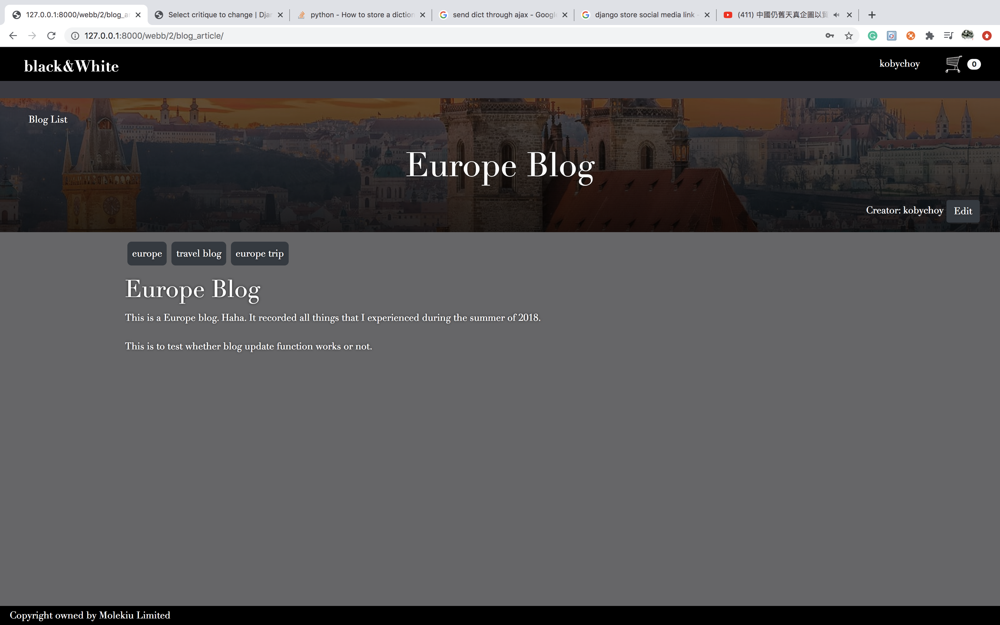 127.0.0.1:8000/webb/2/blog_ar
Select critique to change | Djan
python - How to store a diction
send dict through ajax - Google
django store social media link -
(411) 中國仍舊天真企圖以貿
127.0.0.1:8000/webb/2/blog_article/
black&White
kobychoy
0
Blog List
Europe Blog
Creator: kobychoy
Edit
europe
travel blog
europe trip
Europe Blog
This is a Europe blog. Haha. It recorded all things that I experienced during the summer of 2018.
This is to test whether blog update function works or not.
Copyright owned by Molekiu Limited